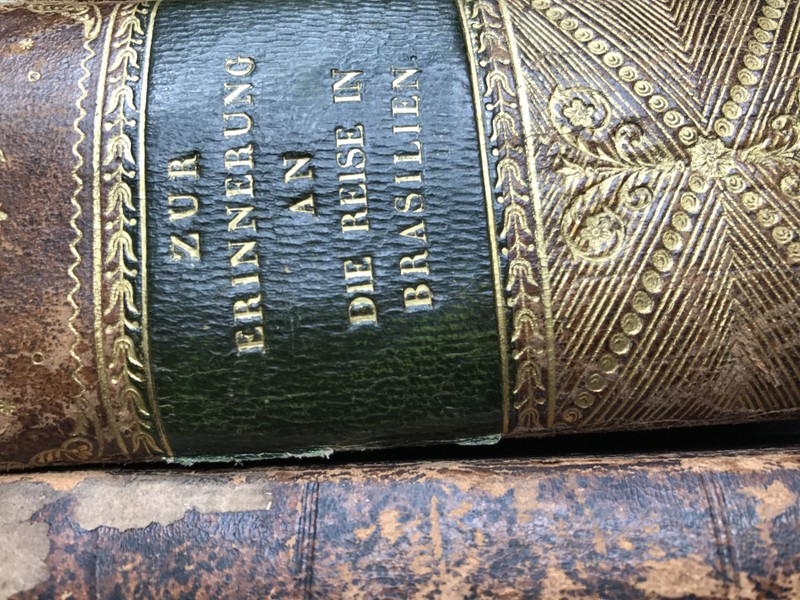 ZUR
ERINNERUNG
AN
DIE REISE IN
BRASILIEN.